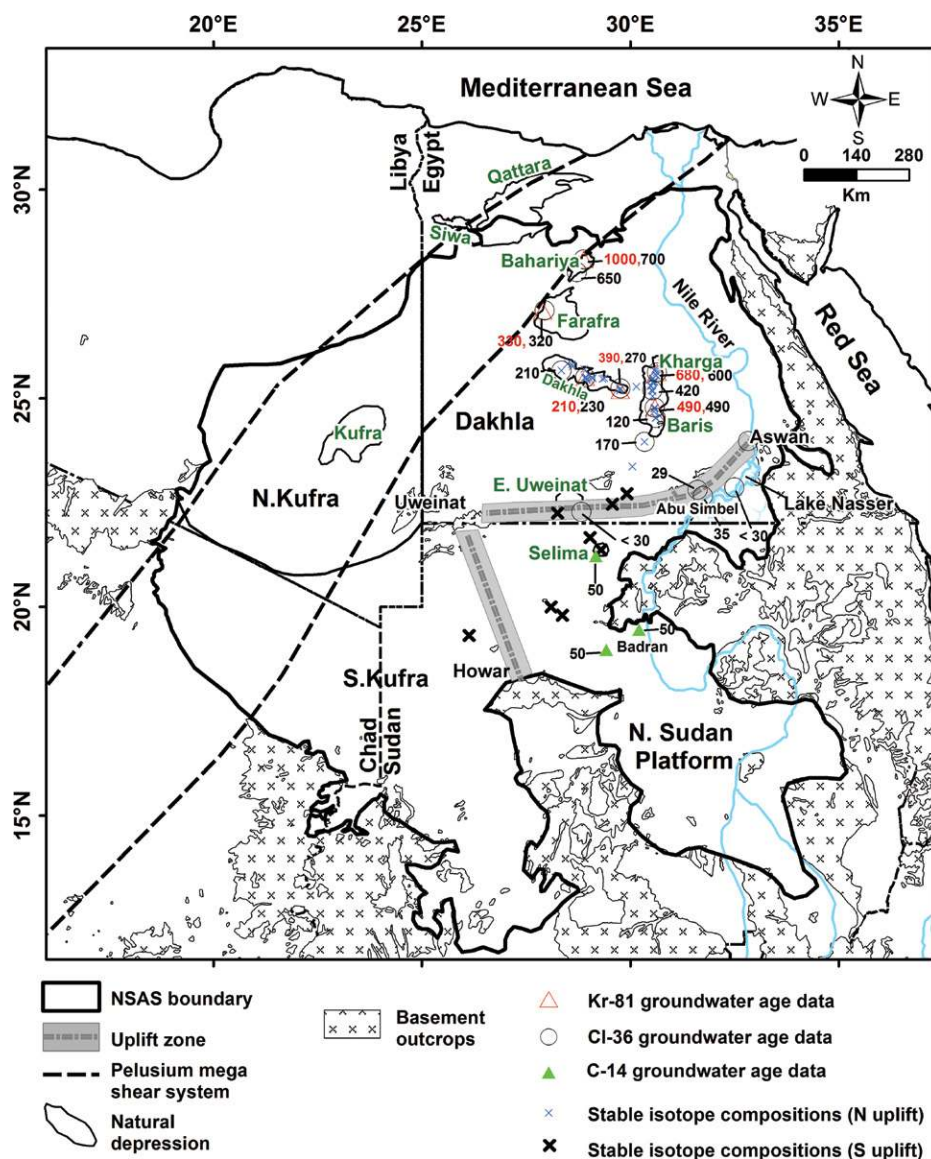 20°E 25°E 30°E 35°E
Mediterranean Sea
N
W E
S
0 140 280
Km
30°N
25°N
20°N
15°N
Libya
Egypt
Qattara
Siwa
Bahariya
1000,700
650
Nile River
Red Sea
Farafra
330, 320
390,270
Kharga
210
680, 600
Dakhla
420
210,230
490,490
120
Baris
Dakhla
170
Aswan
Kufra
29
E. Uweinat
N.Kufra
Uweinat
Abu Simbel
Lake Nasser
< 30
35
< 30
Selima
50
50
Badran
50
Howar
S.Kufra
Chad
Sudan
N. Sudan
Platform
NSAS boundary
Uplift zone
Pelusium mega
shear system
Natural
depression
Basement
outcrops
Kr-81 groundwater age data
Cl-36 groundwater age data
C-14 groundwater age data
Stable isotope compositions (N uplift)
Stable isotope compositions (S uplift)